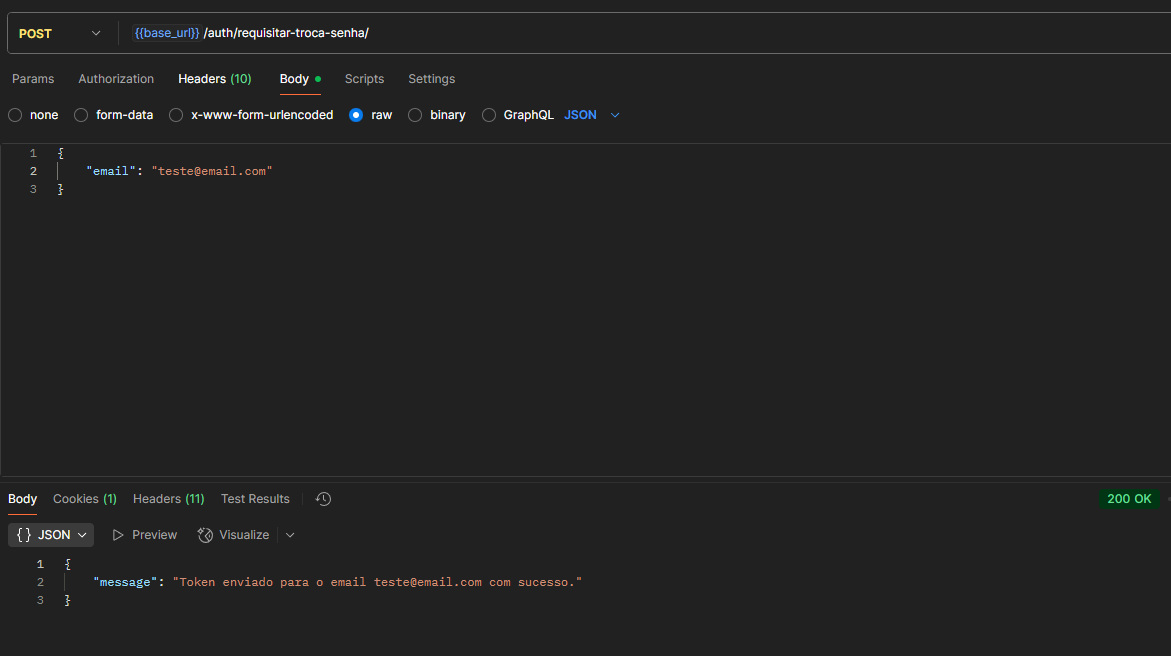 POST {{base_url}}/auth/requisitar-troca-senha/
Params Authorization Headers (10) Body Scripts Settings
none form-data x-www-form-urlencoded raw binary GraphQL JSON
1 {
2 "email": "teste@email.com"
3 }
Body Cookies (1) Headers (11) Test Results 200 OK
{} JSON Preview Visualize
1 {
2 "message": "Token enviado para o email teste@email.com com sucesso."
3 }